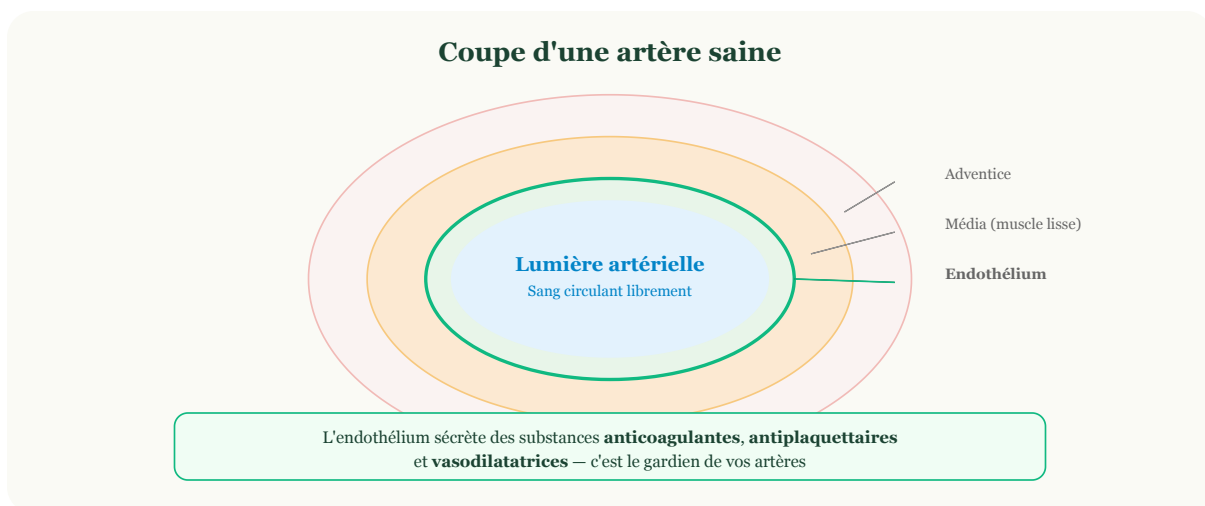 Coupe d'une artère saine
Adventice
Média (muscle lisse)
Endothélium
Lumière artérielle
Sang circulant librement
L'endothélium sécrète des substances anticoagulantes, antiplaquettaires
et vasodilatatrices — c'est le gardien de vos artères